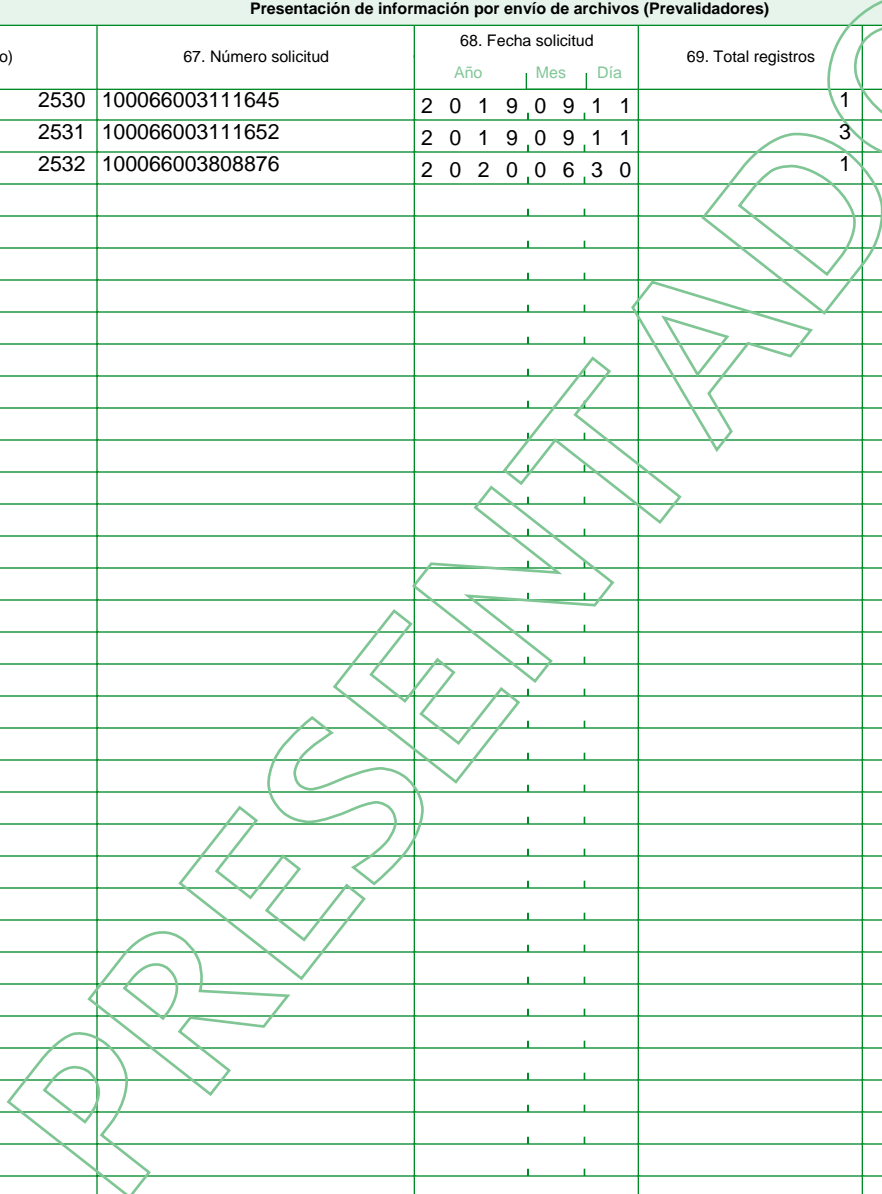 Presentación de información por envío de archivos (Prevalidadores)
o) 67. Número solicitud 68. Fecha solicitud 69. Total registros
Año Mes Día
2530 100066003111645 2 0 1 9 0 9 1 1 1
2531 100066003111652 2 0 1 9 0 9 1 1 3
2532 100066003808876 2 0 2 0 0 6 3 0 1
PRESENTADO